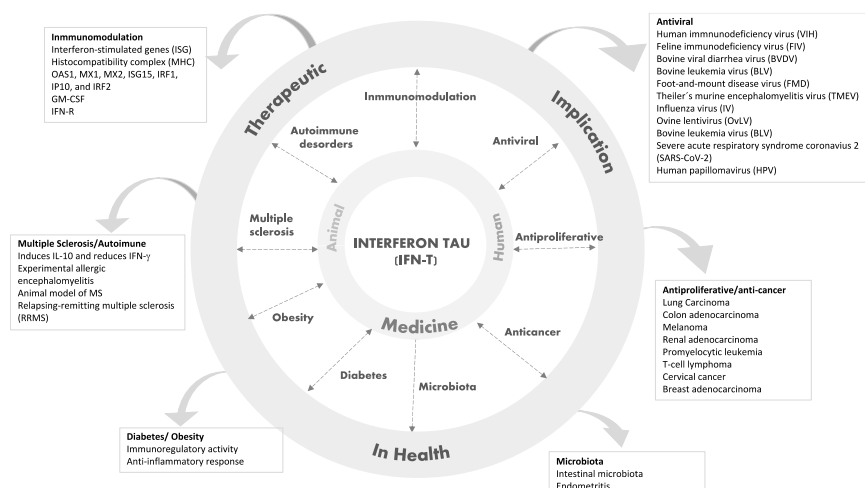 Inmmunomodulation
Interferon-stimulated genes (ISG)
Histocompatibility complex (MHC)
OAS1, MX1, MX2, ISG15, IRF1,
IP10, and IRF2
GM-CSF
IFN-R
Antiviral
Human immnunodeficiency virus (VIH)
Feline immunodeficiency virus (FIV)
Bovine viral diarrhea virus (BVDV)
Bovine leukemia virus (BLV)
Foot-and-mount disease virus (FMD)
Theiler´s murine encephalomyelitis virus (TMEV)
Influenza virus (IV)
Ovine lentivirus (OvLV)
Bovine leukemia virus (BLV)
Severe acute respiratory syndrome coronavius 2
(SARS-CoV-2)
Human papillomavirus (HPV)
Therapeutic
Implication
In Health
Inmmunomodulation
Autoimmune
desorders
Antiviral
Multiple
sclerosis
Antiproliferative
Obesity
Anticancer
Diabetes
Microbiota
Animal
Human
Medicine
INTERFERON TAU
(IFN-T)
Multiple Sclerosis/Autoimune
Induces IL-10 and reduces IFN-γ
Experimental allergic
encephalomyelitis
Animal model of MS
Relapsing-remitting multiple sclerosis
(RRMS)
Antiproliferative/anti-cancer
Lung Carcinoma
Colon adenocarcinoma
Melanoma
Renal adenocarcinoma
Promyelocytic leukemia
T-cell lymphoma
Cervical cancer
Breast adenocarcinoma
Diabetes/ Obesity
Immunoregulatory activity
Anti-inflammatory response
Microbiota
Intestinal microbiota
Endometritis